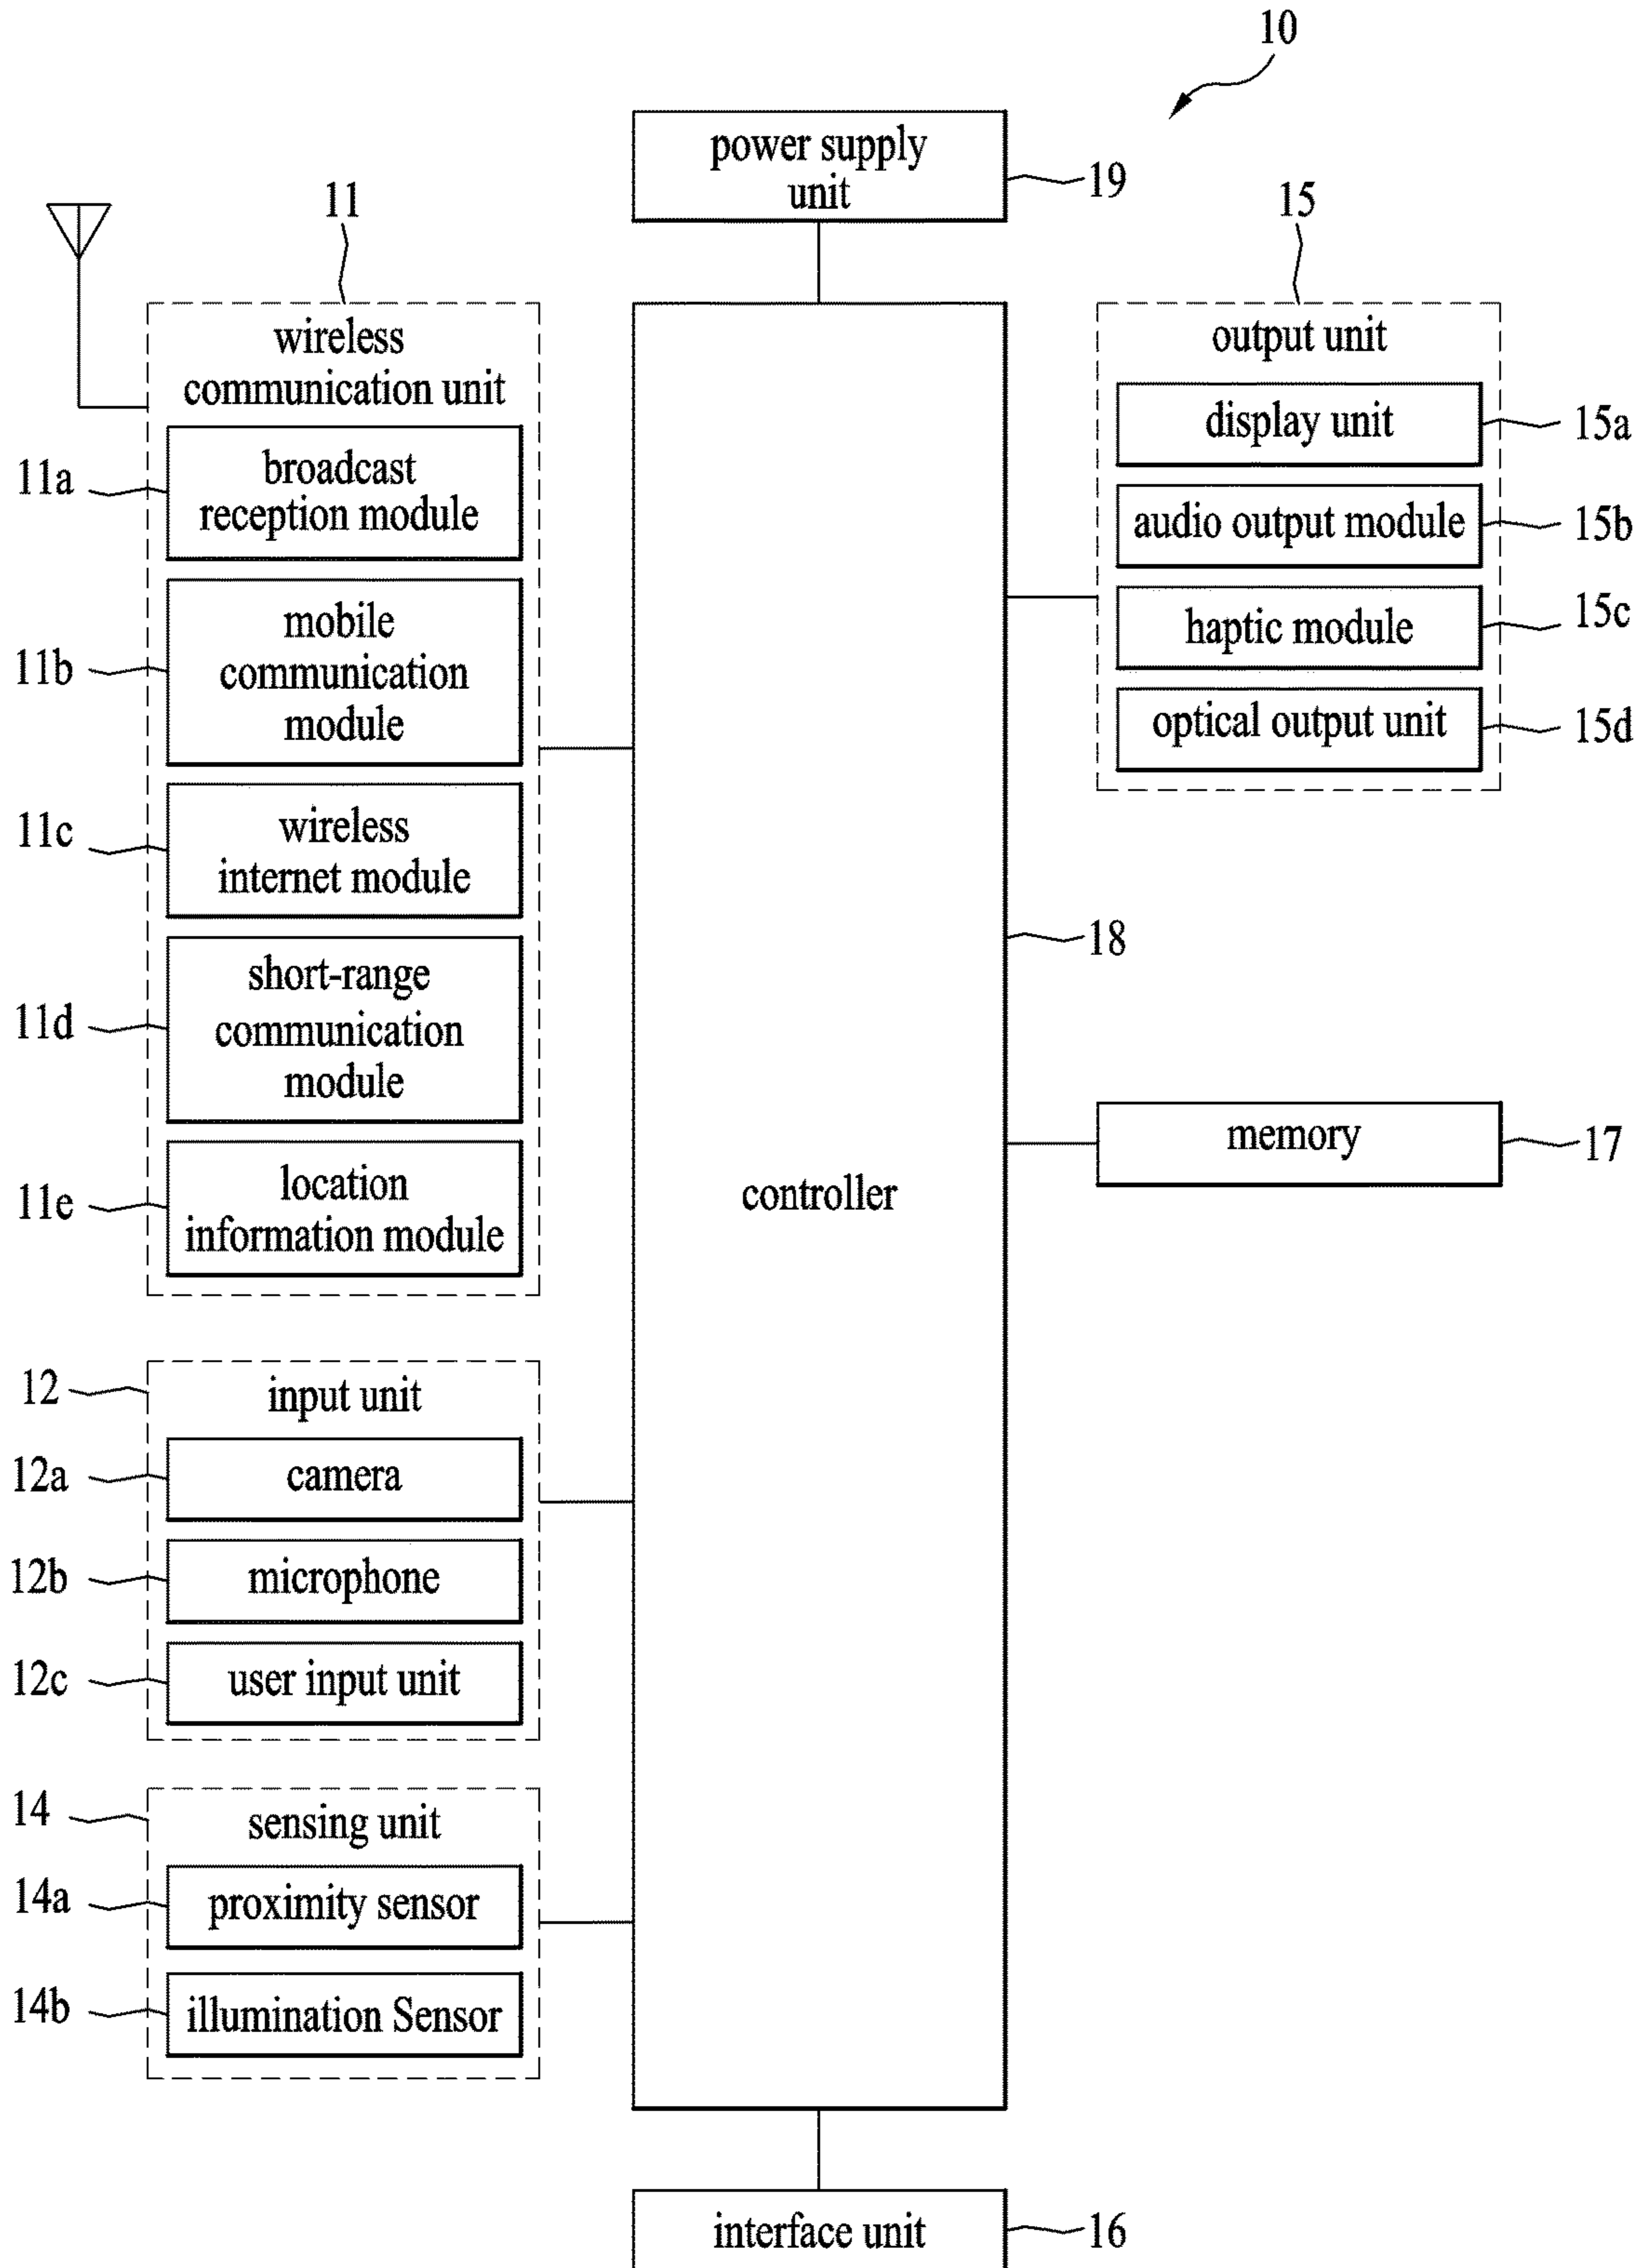 10
power supply
unit
19
11
wireless
communication unit
11a
broadcast
reception module
11b
mobile
communication
module
11c
wireless
internet module
11d
short-range
communication
module
11e
location
information module
12
input unit
12a
camera
12b
microphone
12c
user input unit
14
sensing unit
14a
proximity sensor
14b
illumination Sensor
controller
18
15
output unit
display unit
15a
audio output module
15b
haptic module
15c
optical output unit
15d
memory
17
interface unit
16